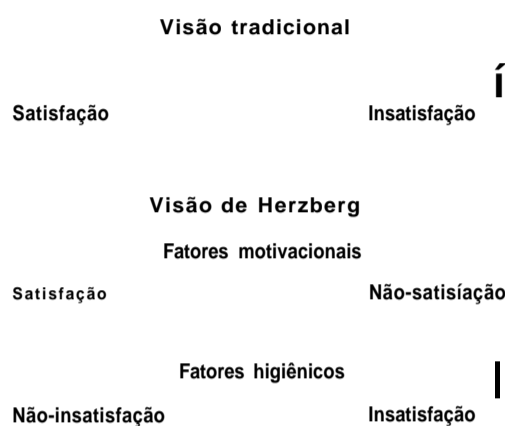 Visão tradicional
í
Satisfação Insatisfação
Visão de Herzberg
Fatores motivacionais
Satisfação Não-satisíação
Fatores higiênicos
Não-insatisfação Insatisfação